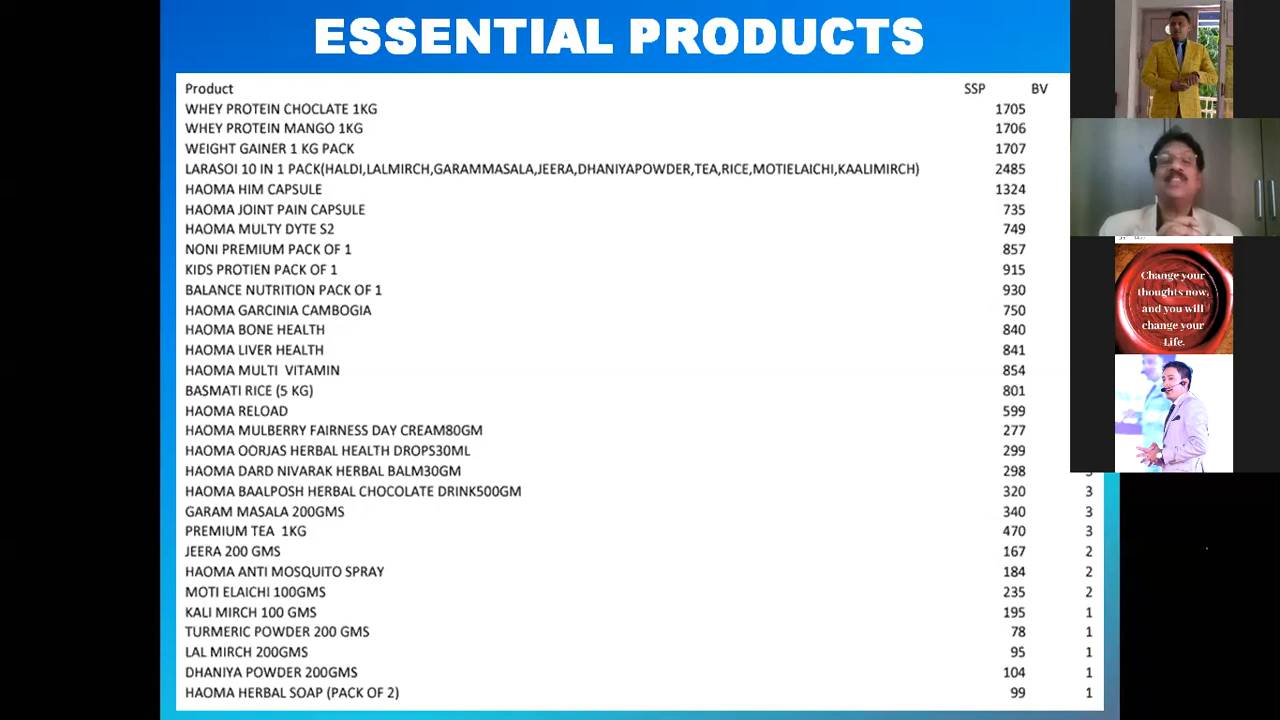 ESSENTIAL PRODUCTS
Product SSP BV
WHEY PROTEIN CHOCLATE 1KG 1705
WHEY PROTEIN MANGO 1KG 1706
WEIGHT GAINER 1 KG PACK 1707
LARASOI 10 IN 1 PACK(HALDI,LALMIRCH,GARAMMASALA,JEERA,DHANIYAPOWDER,TEA,RICE,MOTIELAICHI,KAALIMIRCH) 2485
HAOMA HIM CAPSULE 1324
HAOMA JOINT PAIN CAPSULE 735
HAOMA MULTY DYTE S2 749
NONI PREMIUM PACK OF 1 857
KIDS PROTIEN PACK OF 1 915
BALANCE NUTRITION PACK OF 1 930
HAOMA GARCINIA CAMBOGIA 750
HAOMA BONE HEALTH 840
HAOMA LIVER HEALTH 841
HAOMA MULTI VITAMIN 854
BASMATI RICE (5 KG) 801
HAOMA RELOAD 599
HAOMA MULBERRY FAIRNESS DAY CREAM80GM 277
HAOMA OORJAS HERBAL HEALTH DROPS30ML 299
HAOMA DARD NIVARAK HERBAL BALM30GM 298
HAOMA BAALPOSH HERBAL CHOCOLATE DRINK500GM 320 3
GARAM MASALA 200GMS 340 3
PREMIUM TEA 1KG 470 3
JEERA 200 GMS 167 2
HAOMA ANTI MOSQUITO SPRAY 184 2
MOTI ELAICHI 100GMS 235 2
KALI MIRCH 100 GMS 195 1
TURMERIC POWDER 200 GMS 78 1
LAL MIRCH 200GMS 95 1
DHANIYA POWDER 200GMS 104 1
HAOMA HERBAL SOAP (PACK OF 2) 99 1
Change your
thoughts now,
and you will
change your
Life.